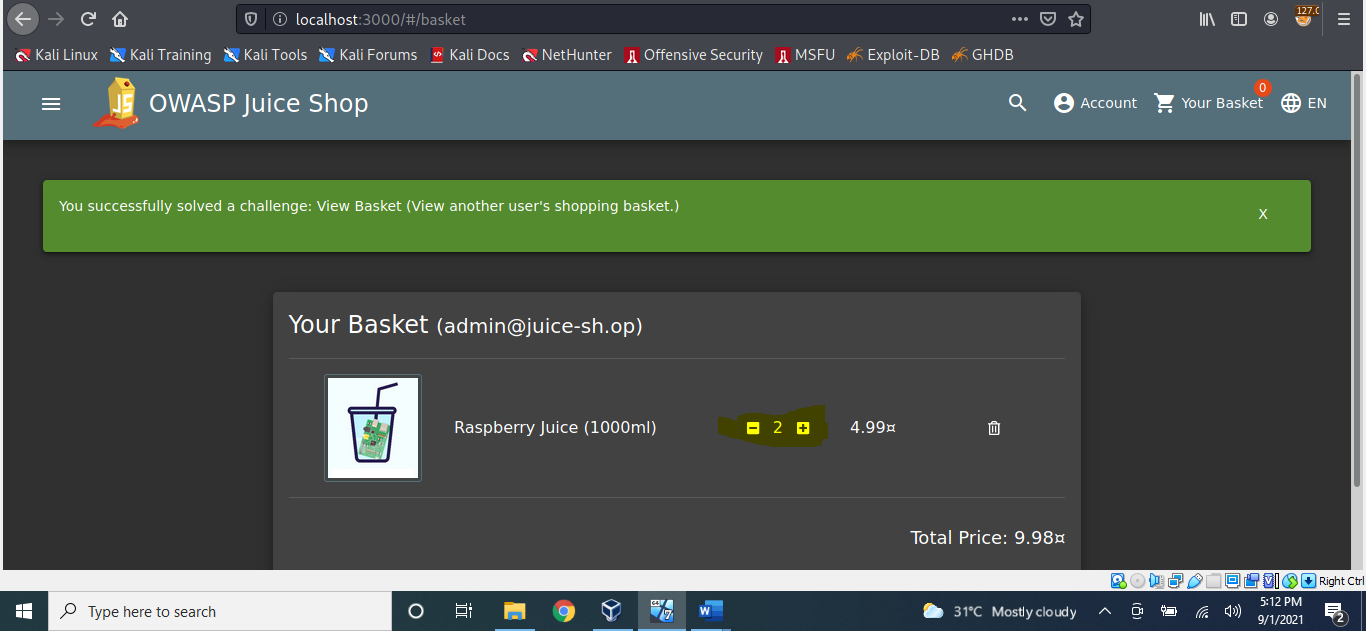 localhost:3000/#/basket
127.0
Kali Linux Kali Training Kali Tools Kali Forums Kali Docs NetHunter Offensive Security MSFU Exploit-DB GHDB
JS OWASP Juice Shop Account Your Basket 0 EN
You successfully solved a challenge: View Basket (View another user's shopping basket.) X
Your Basket (admin@juice-sh.op)
Raspberry Juice (1000ml) 2 4.99¤
Total Price: 9.98¤
Right Ctrl
Type here to search 31°C Mostly cloudy 5:12 PM
9/1/2021 2